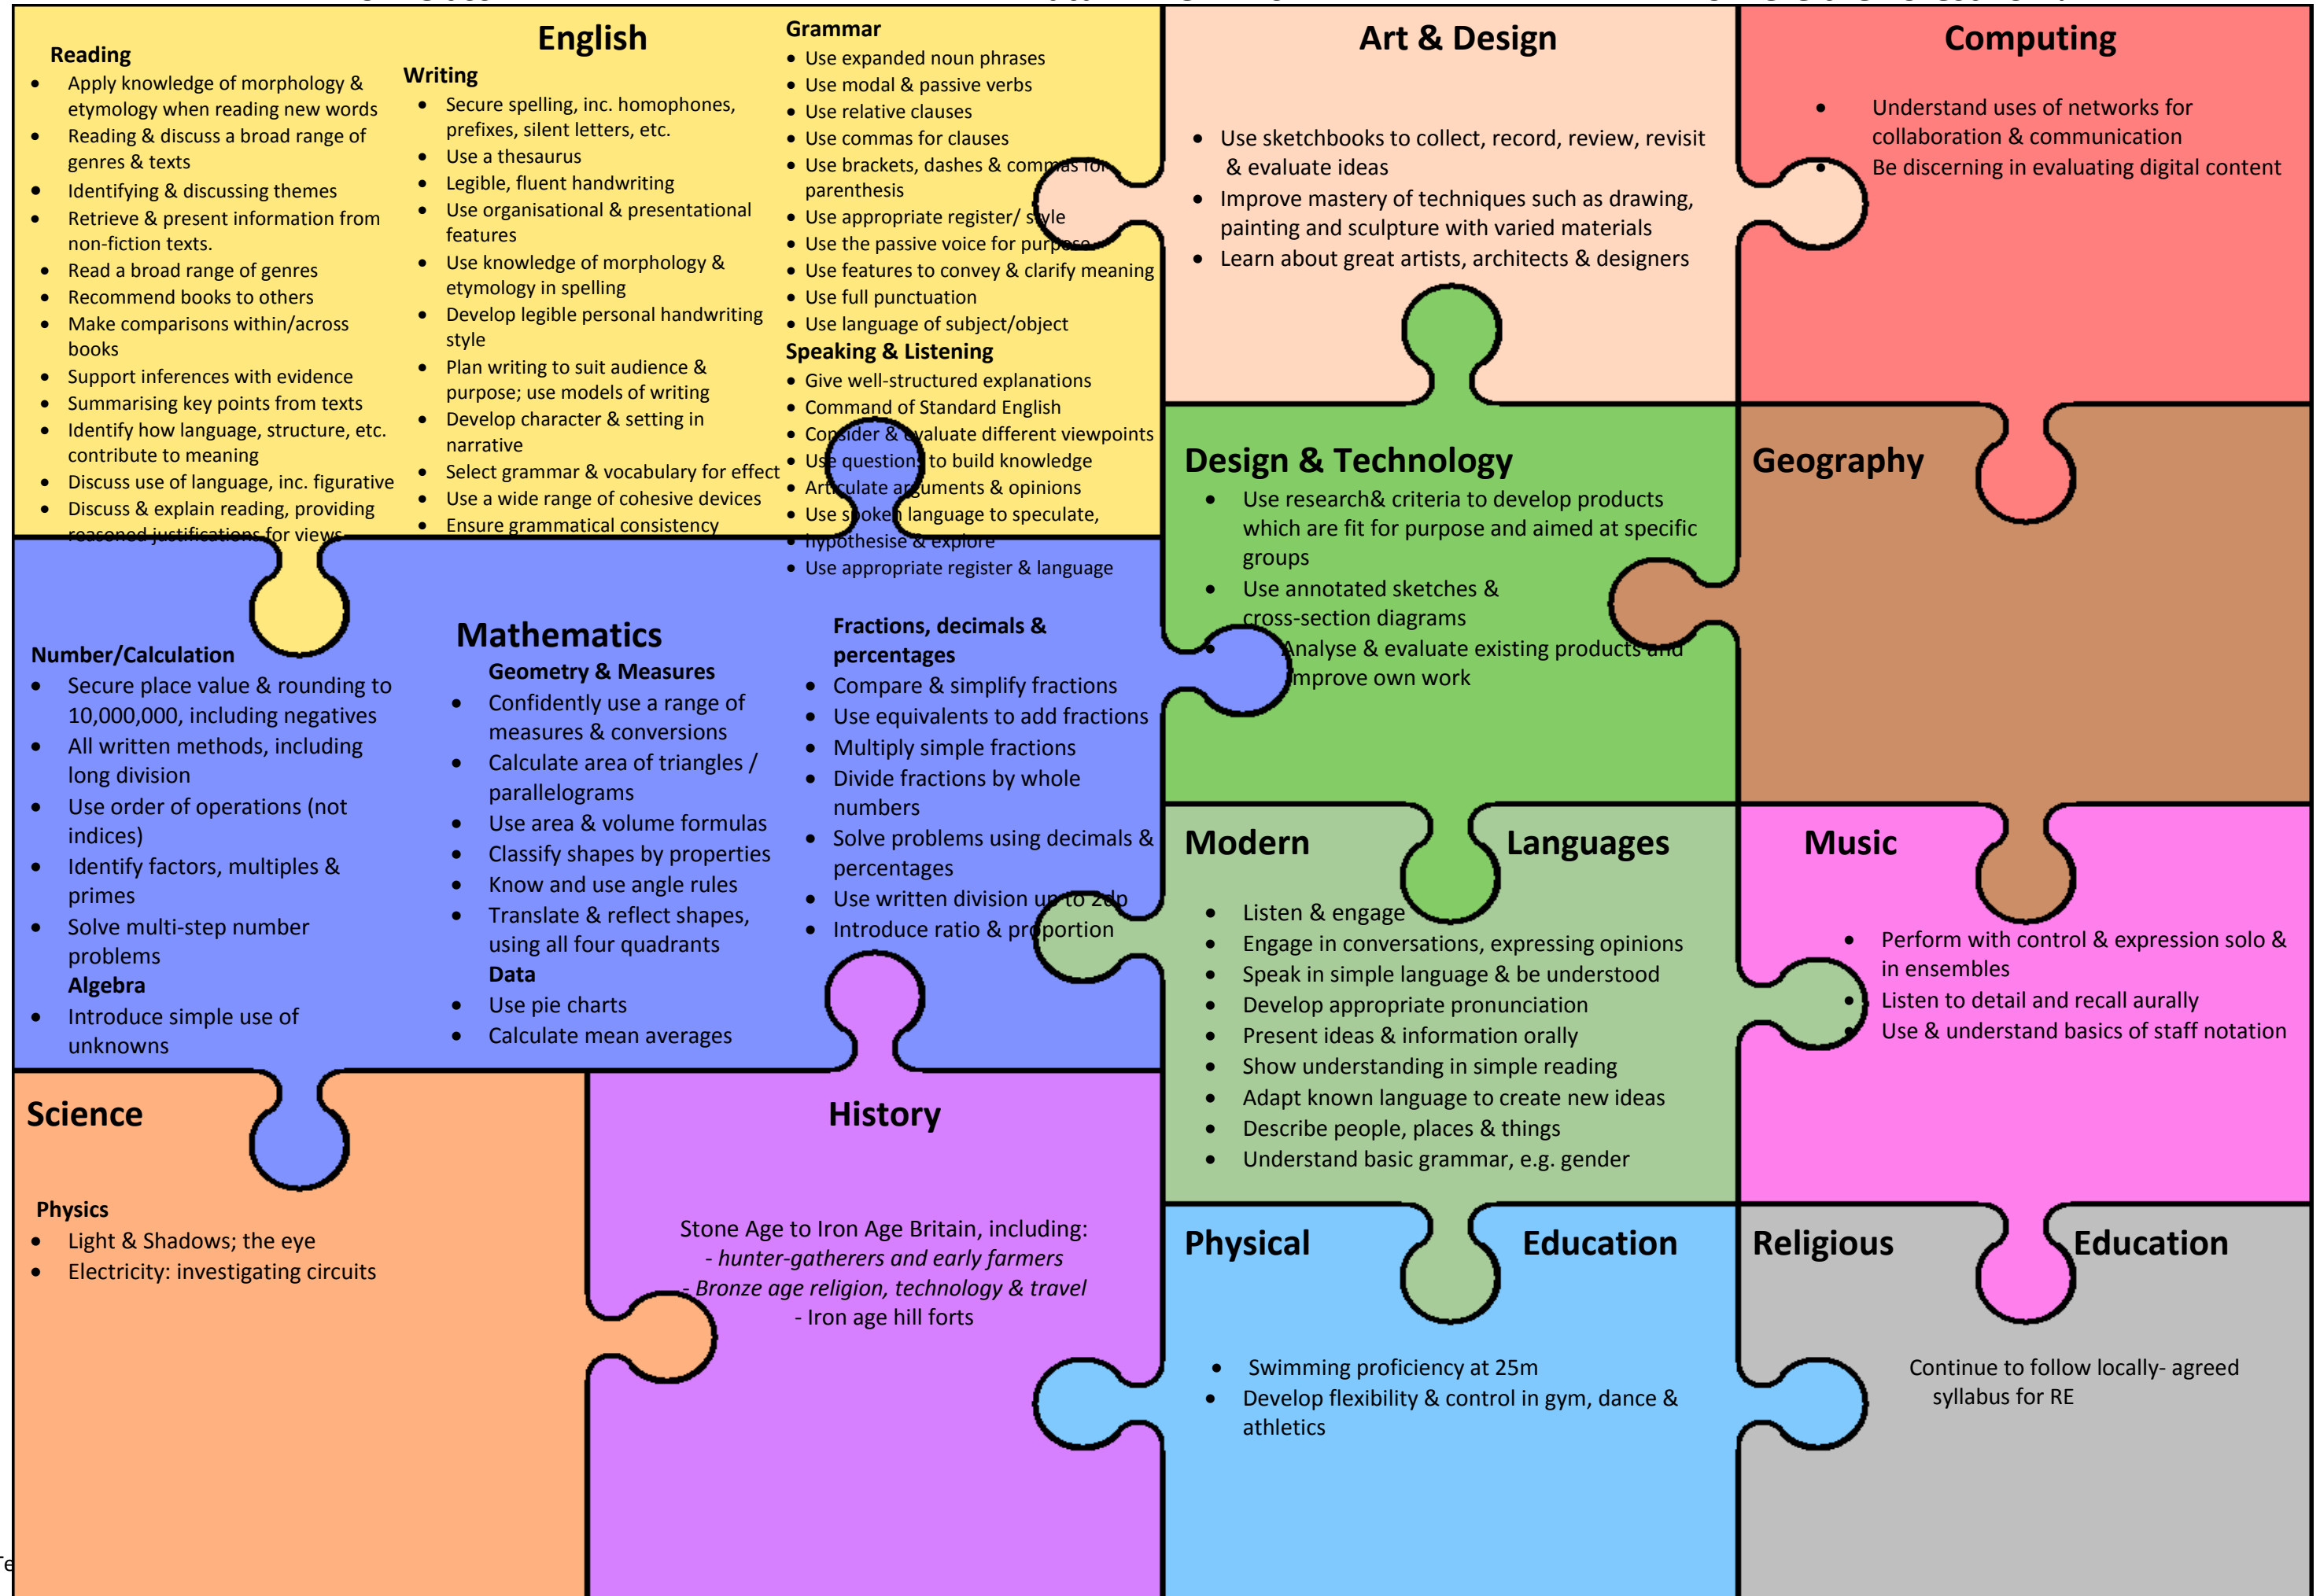 English
Reading
• Apply knowledge of morphology &
etymology when reading new words
• Reading & discuss a broad range of
genres & texts
• Identifying & discussing themes
• Retrieve & present information from
non-fiction texts.
• Read a broad range of genres
• Recommend books to others
• Make comparisons within/across
books
• Support inferences with evidence
• Summarising key points from texts
• Identify how language, structure, etc.
contribute to meaning
• Discuss use of language, inc. figurative
• Discuss & explain reading, providing
reasoned justifications for views
Writing
• Secure spelling, inc. homophones,
prefixes, silent letters, etc.
• Use a thesaurus
• Legible, fluent handwriting
• Use organisational & presentational
features
• Use knowledge of morphology &
etymology in spelling
• Develop legible personal handwriting
style
• Plan writing to suit audience &
purpose; use models of writing
• Develop character & setting in
narrative
• Select grammar & vocabulary for effect
• Use a wide range of cohesive devices
• Ensure grammatical consistency
Grammar
• Use expanded noun phrases
• Use modal & passive verbs
• Use relative clauses
• Use commas for clauses
• Use brackets, dashes & commas for
parenthesis
• Use appropriate register/ style
• Use the passive voice for purpose
• Use features to convey & clarify meaning
• Use full punctuation
• Use language of subject/object
Speaking & Listening
• Give well-structured explanations
• Command of Standard English
• Consider & evaluate different viewpoints
• Use questions to build knowledge
• Articulate arguments & opinions
• Use spoken language to speculate,
• hypothesise & explore
• Use appropriate register & language
Art & Design
• Use sketchbooks to collect, record, review, revisit
& evaluate ideas
• Improve mastery of techniques such as drawing,
painting and sculpture with varied materials
• Learn about great artists, architects & designers
Computing
• Understand uses of networks for
collaboration & communication
• Be discerning in evaluating digital content
Design & Technology
• Use research& criteria to develop products
which are fit for purpose and aimed at specific
groups
• Use annotated sketches &
cross-section diagrams
• Analyse & evaluate existing products and
improve own work
Geography
Mathematics
Number/Calculation
• Secure place value & rounding to
10,000,000, including negatives
• All written methods, including
long division
• Use order of operations (not
indices)
• Identify factors, multiples &
primes
• Solve multi-step number
problems
Algebra
• Introduce simple use of
unknowns
Geometry & Measures
• Confidently use a range of
measures & conversions
• Calculate area of triangles /
parallelograms
• Use area & volume formulas
• Classify shapes by properties
• Know and use angle rules
• Translate & reflect shapes,
using all four quadrants
Data
• Use pie charts
• Calculate mean averages
Fractions, decimals &
percentages
• Compare & simplify fractions
• Use equivalents to add fractions
• Multiply simple fractions
• Divide fractions by whole
numbers
• Solve problems using decimals &
percentages
• Use written division up to 2dp
• Introduce ratio & proportion
Modern Languages
• Listen & engage
• Engage in conversations, expressing opinions
• Speak in simple language & be understood
• Develop appropriate pronunciation
• Present ideas & information orally
• Show understanding in simple reading
• Adapt known language to create new ideas
• Describe people, places & things
• Understand basic grammar, e.g. gender
Music
• Perform with control & expression solo &
in ensembles
• Listen to detail and recall aurally
• Use & understand basics of staff notation
Science
Physics
• Light & Shadows; the eye
• Electricity: investigating circuits
History
Stone Age to Iron Age Britain, including:
- hunter-gatherers and early farmers
- Bronze age religion, technology & travel
- Iron age hill forts
Physical Education
• Swimming proficiency at 25m
• Develop flexibility & control in gym, dance &
athletics
Religious Education
Continue to follow locally- agreed
syllabus for RE